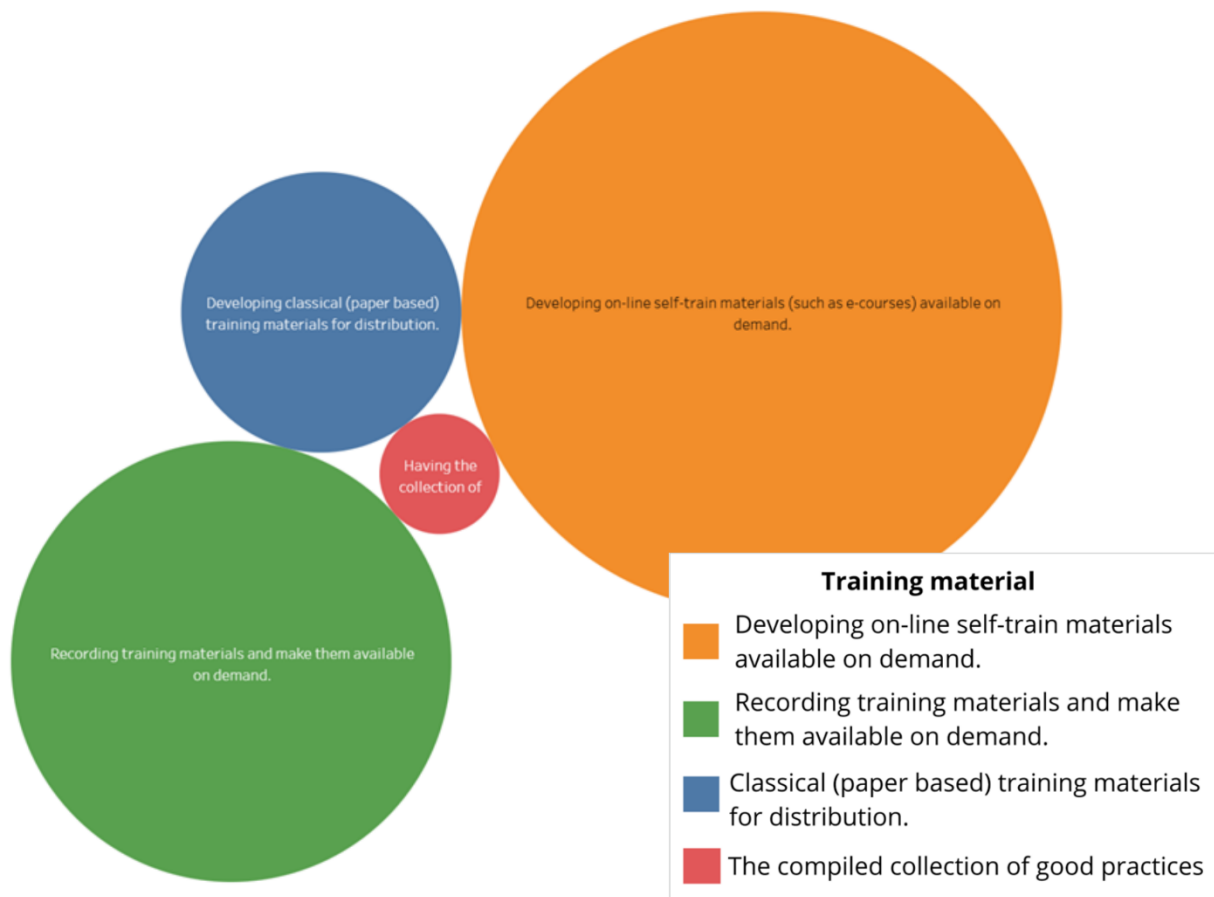 Developing classical (paper based)
training materials for distribution.
Developing on-line self-train materials (such as e-courses) available on
demand.
Having the
collection of
Recording training materials and make them available
on demand.
Training material
Developing on-line self-train materials
available on demand.
Recording training materials and make
them available on demand.
Classical (paper based) training materials
for distribution.
The compiled collection of good practices